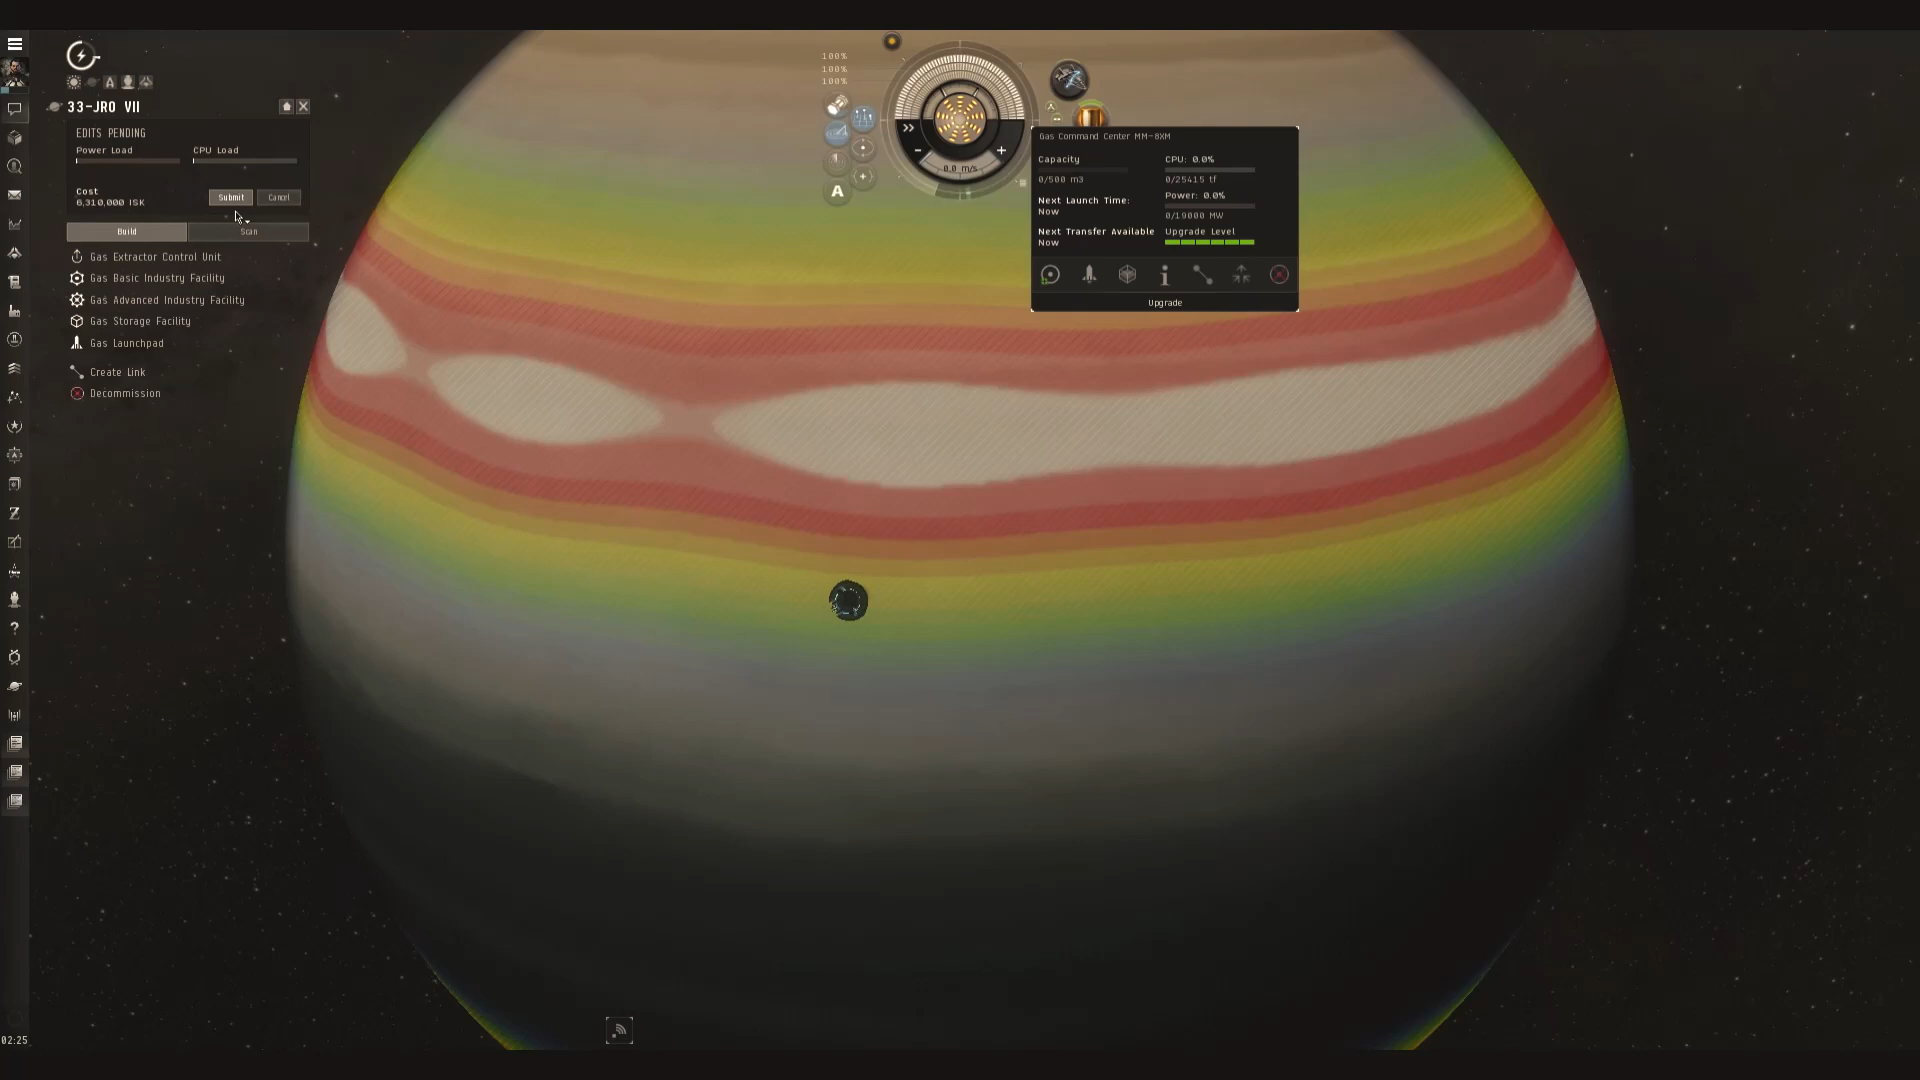 33-JRO VII
EDITS PENDING
Power Load
CPU Load
Cost
6,310,000 ISK
Submit
Cancel
Build
Scan
Gas Extractor Control Unit
Gas Basic Industry Facility
Gas Advanced Industry Facility
Gas Storage Facility
Gas Launchpad
Create Link
Decommission
100%
100%
100%
0.0 m/s
A
Gas Command Center MM-8XM
Capacity
0/500 m3
Next Launch Time:
Now
Next Transfer Available
Now
CPU: 0.0%
0/25415 tf
Power: 0.0%
0/19000 MW
Upgrade Level
Upgrade
02:25